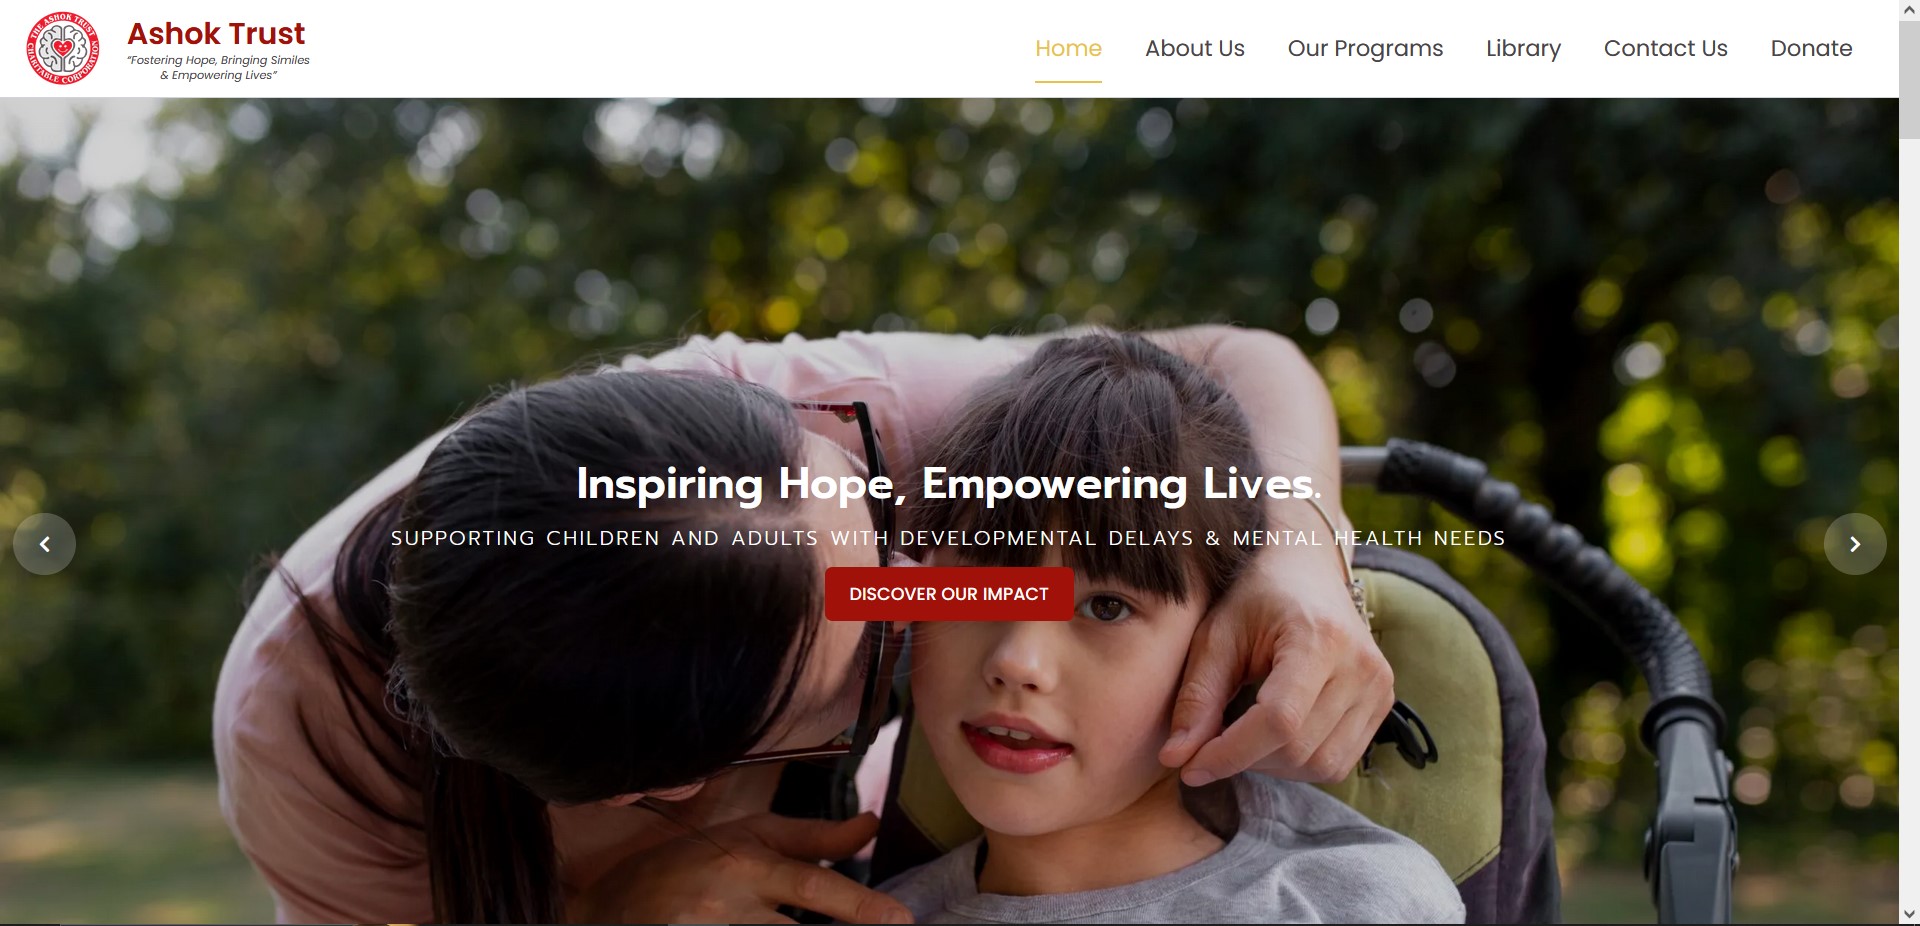 THE ASHOK TRUST
CHARITABLE CORPORATION
Ashok Trust
“Fostering Hope, Bringing Similes
& Empowering Lives”
Home
About Us
Our Programs
Library
Contact Us
Donate
Inspiring Hope, Empowering Lives.
SUPPORTING CHILDREN AND ADULTS WITH DEVELOPMENTAL DELAYS & MENTAL HEALTH NEEDS
DISCOVER OUR IMPACT